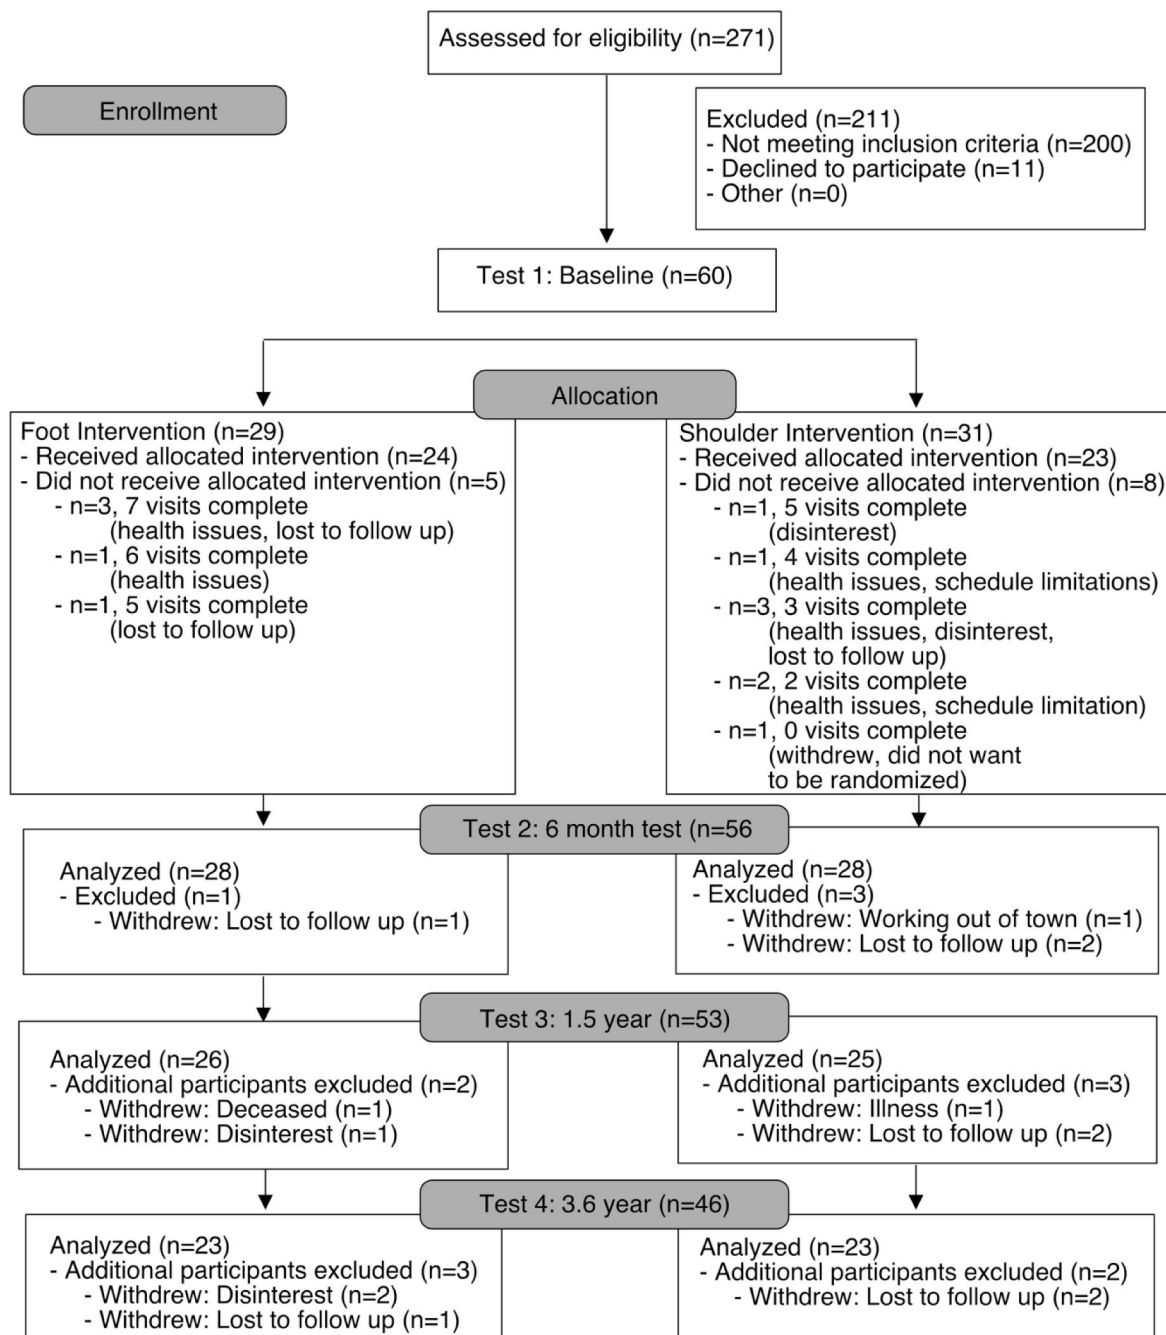 Assessed for eligibility (n=271)
Enrollment
Excluded (n=211)
- Not meeting inclusion criteria (n=200)
- Declined to participate (n=11)
- Other (n=0)
Test 1: Baseline (n=60)
Allocation
Foot Intervention (n=29)
- Received allocated intervention (n=24)
- Did not receive allocated intervention (n=5)
- n=3, 7 visits complete
(health issues, lost to follow up)
- n=1, 6 visits complete
(health issues)
- n=1, 5 visits complete
(lost to follow up)
Shoulder Intervention (n=31)
- Received allocated intervention (n=23)
- Did not receive allocated intervention (n=8)
- n=1, 5 visits complete
(disinterest)
- n=1, 4 visits complete
(health issues, schedule limitations)
- n=3, 3 visits complete
(health issues, disinterest,
lost to follow up)
- n=2, 2 visits complete
(health issues, schedule limitation)
- n=1, 0 visits complete
(withdrew, did not want
to be randomized)
Test 2: 6 month test (n=56
Analyzed (n=28)
- Excluded (n=1)
- Withdrew: Lost to follow up (n=1)
Analyzed (n=28)
- Excluded (n=3)
- Withdrew: Working out of town (n=1)
- Withdrew: Lost to follow up (n=2)
Test 3: 1.5 year (n=53)
Analyzed (n=26)
- Additional participants excluded (n=2)
- Withdrew: Deceased (n=1)
- Withdrew: Disinterest (n=1)
Analyzed (n=25)
- Additional participants excluded (n=3)
- Withdrew: Illness (n=1)
- Withdrew: Lost to follow up (n=2)
Test 4: 3.6 year (n=46)
Analyzed (n=23)
- Additional participants excluded (n=3)
- Withdrew: Disinterest (n=2)
- Withdrew: Lost to follow up (n=1)
Analyzed (n=23)
- Additional participants excluded (n=2)
- Withdrew: Lost to follow up (n=2)